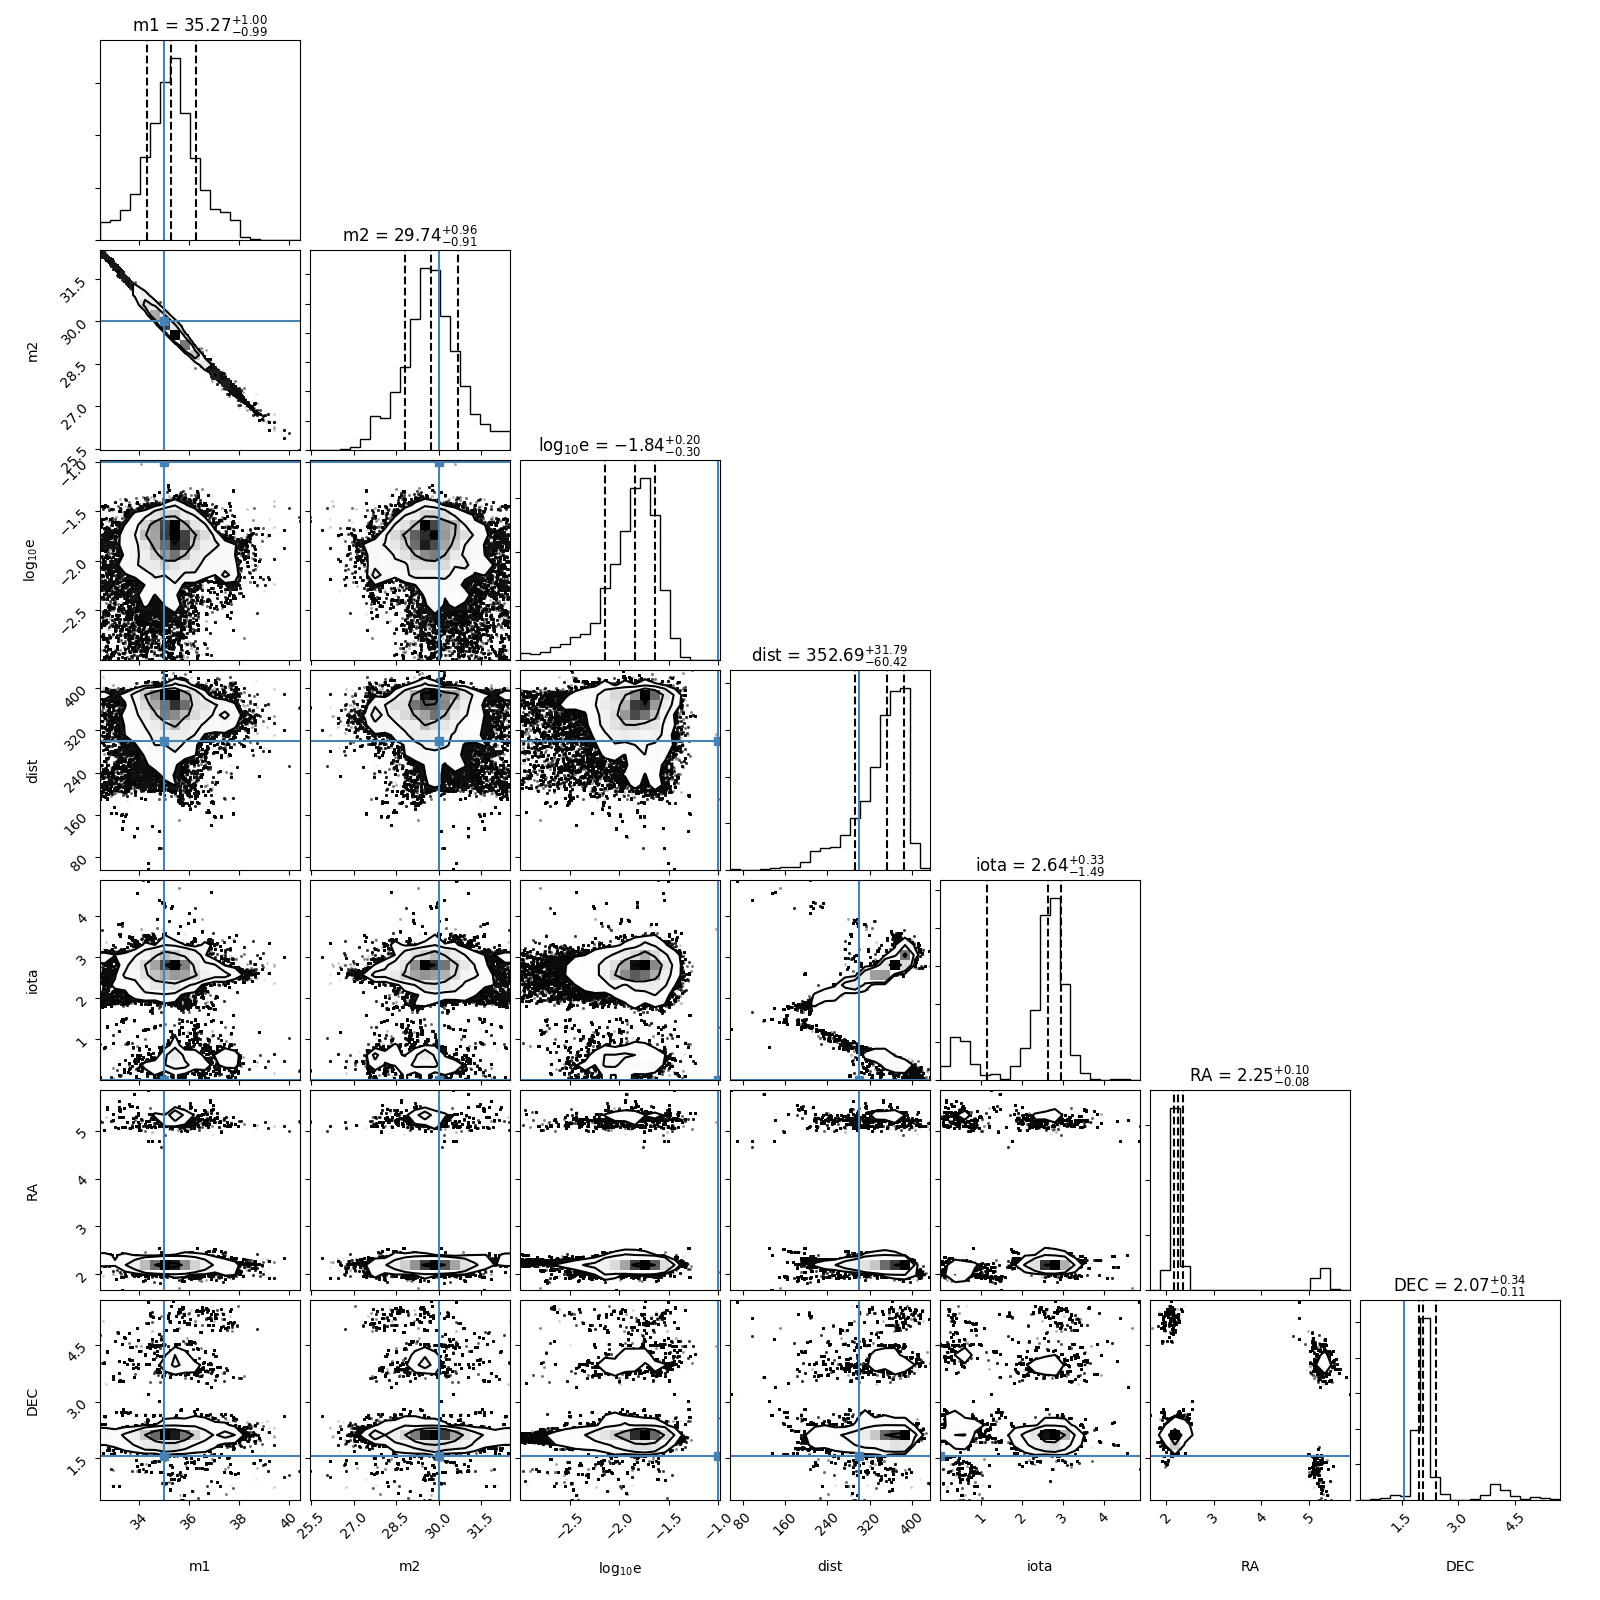 m1 = 35.27+1.00 −0.99
m2 = 29.74+0.96 −0.91
log10e = −1.84+0.20 −0.30
dist = 352.69+31.79 −60.42
iota = 2.64+0.33 −1.49
RA = 2.25+0.10 −0.08
DEC = 2.07+0.34 −0.11
m2
31.5
30.0
28.5
27.0
25.5
log10e
−1.0
−1.5
−2.0
−2.5
dist
400
320
240
160
80
iota
4
3
2
1
RA
5
4
3
2
DEC
4.5
3.0
1.5
34 36 38 40
25.5 27.0 28.5 30.0 31.5
−2.5 −2.0 −1.5 −1.0
80 160 240 320 400
1 2 3 4
2 3 4 5
1.5 3.0 4.5
m1 m2 log10e dist iota RA DEC